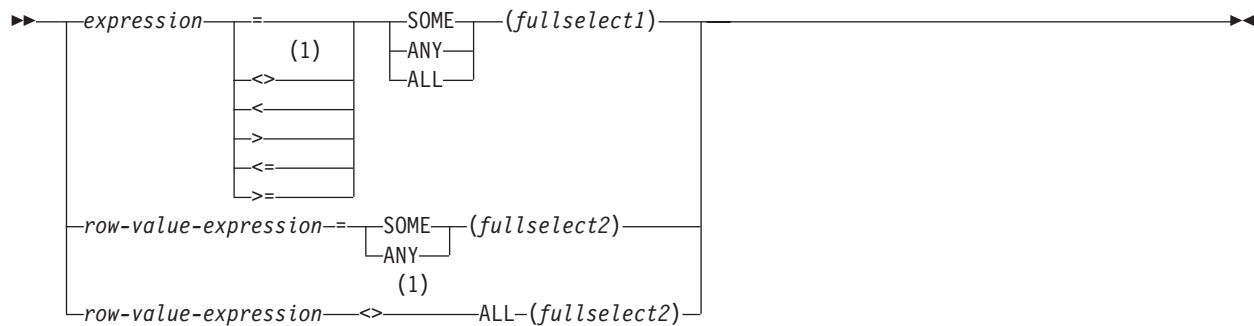 expression = SOME (fullselect1)
(1) ANY
<> ALL
<
>
<=
>=
row-value-expression = SOME (fullselect2)
ANY
(1)
row-value-expression <> ALL (fullselect2)